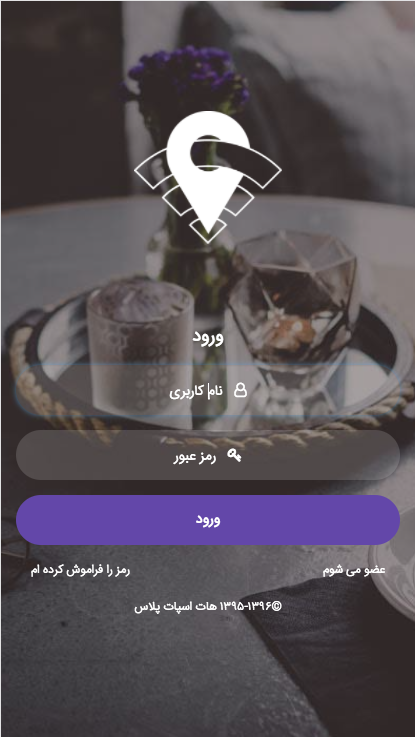 ورود
نام کاربری
رمز عبور
ورود
عضو می شوم
رمز را فراموش کرده ام
©۱۳۹۵-۱۳۹۶ هات اسپات پلاس